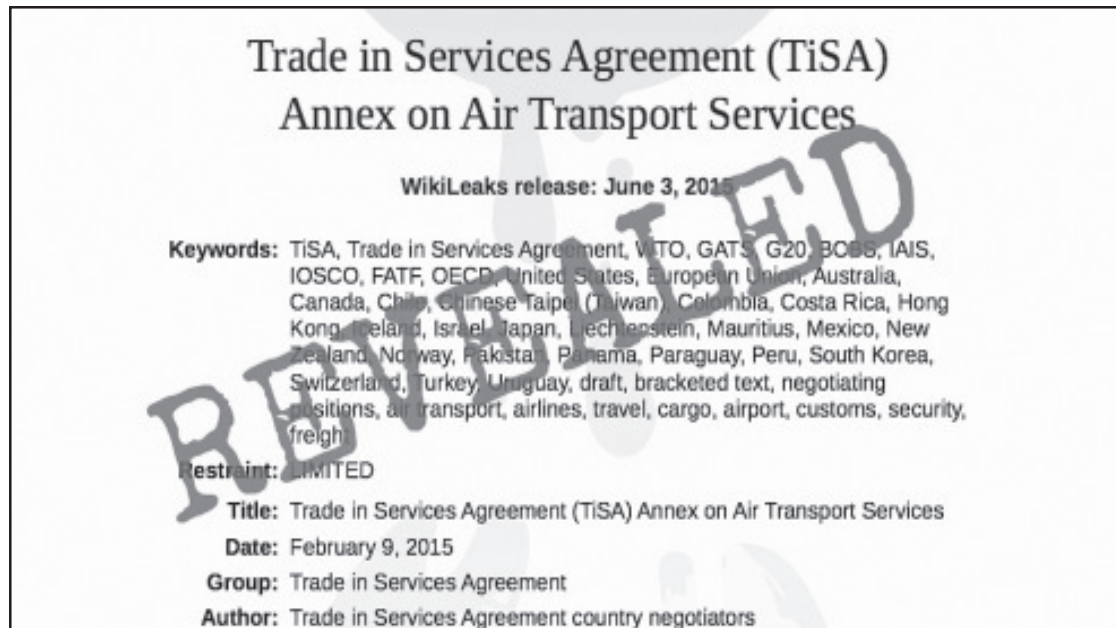 Trade in Services Agreement (TiSA)
Annex on Air Transport Services
WikiLeaks release: June 3, 2015
Keywords: TiSA, Trade in Services Agreement, WTO, GATS, G20, BCBS, IAIS,
IOSCO, FATF, OECD, United States, European Union, Australia,
Canada, Chile, Chinese Taipei (Taiwan), Colombia, Costa Rica, Hong
Kong, Iceland, Israel, Japan, Liechtenstein, Mauritius, Mexico, New
Zealand, Norway, Pakistan, Panama, Paraguay, Peru, South Korea,
Switzerland, Turkey, Uruguay, draft, bracketed text, negotiating
positions, air transport, airlines, travel, cargo, airport, customs, security,
freight
Restraint: LIMITED
Title: Trade in Services Agreement (TiSA) Annex on Air Transport Services
Date: February 9, 2015
Group: Trade in Services Agreement
Author: Trade in Services Agreement country negotiators
REVEALED